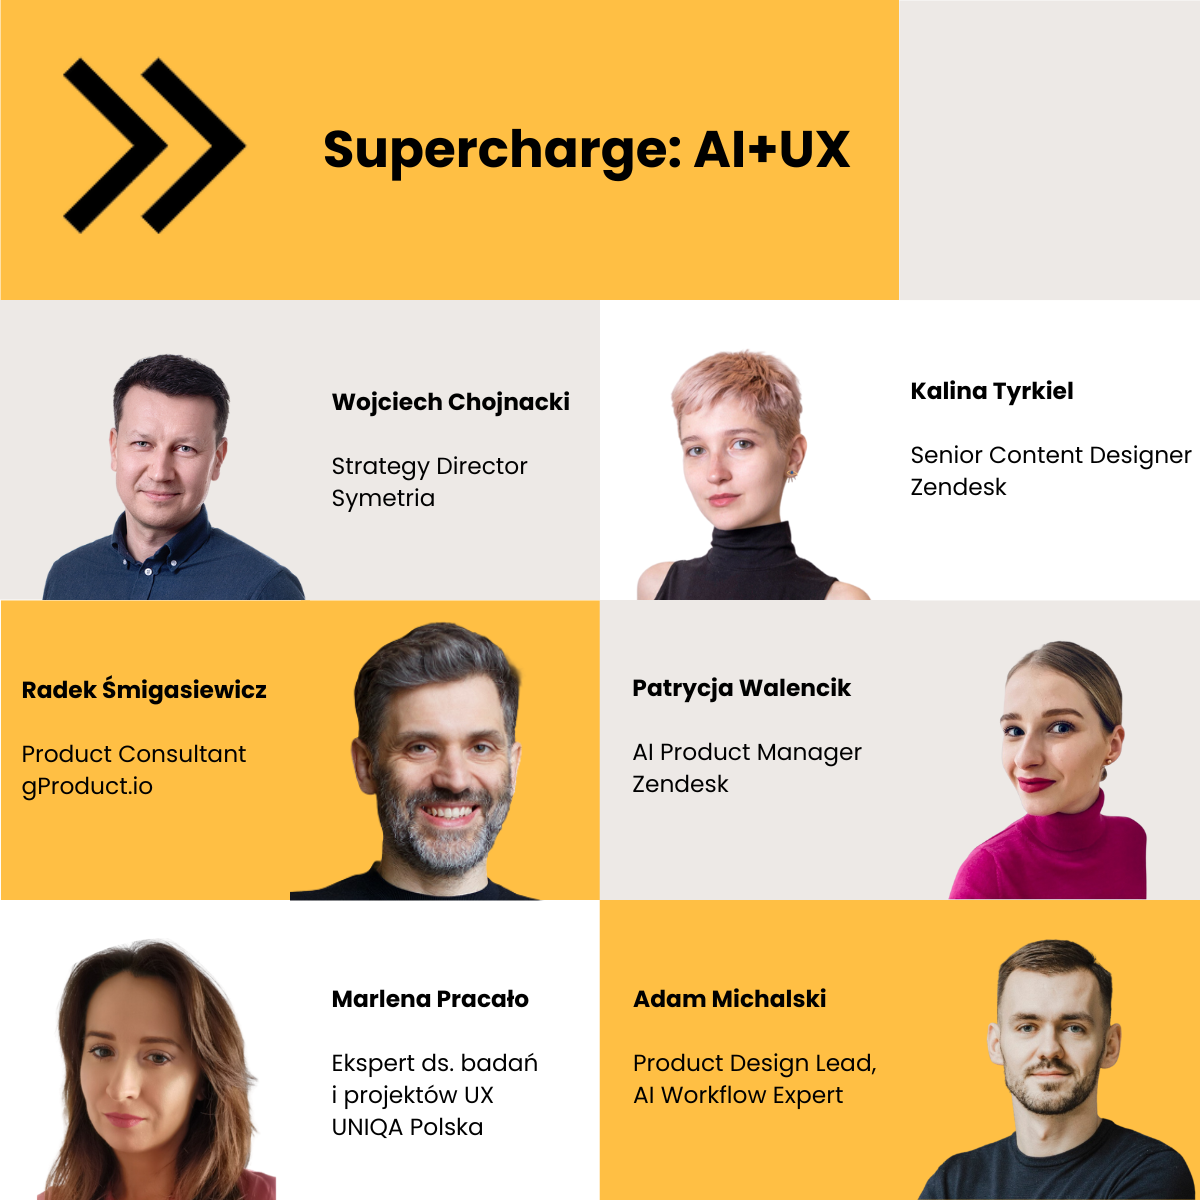 Supercharge: AI+UX
Wojciech Chojnacki
Strategy Director
Symetria
Kalina Tyrkiel
Senior Content Designer
Zendesk
Radek Śmigasiewicz
Product Consultant
gProduct.io
Patrycja Walencik
AI Product Manager
Zendesk
Marlena Pracało
Ekspert ds. badań
i projektów UX
UNIQA Polska
Adam Michalski
Product Design Lead,
AI Workflow Expert